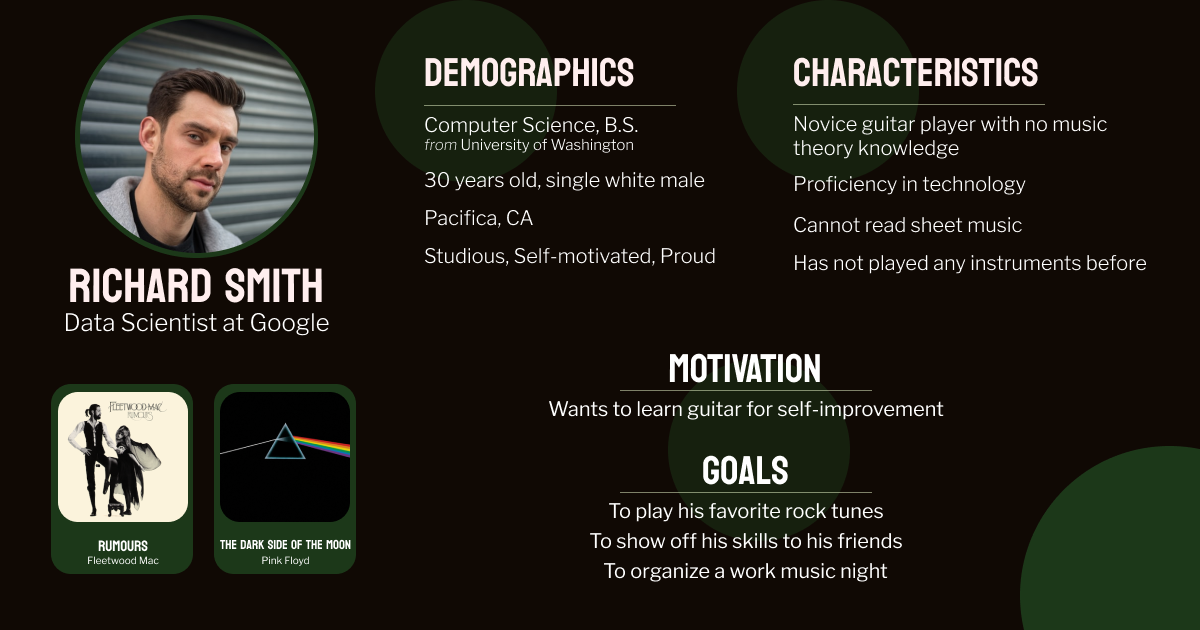 RICHARD SMITH
Data Scientist at Google
FLEETWOOD MAC
RUMOURS
RUMOURS
Fleetwood Mac
THE DARK SIDE OF THE MOON
Pink Floyd
DEMOGRAPHICS
Computer Science, B.S.
from University of Washington
30 years old, single white male
Pacifica, CA
Studious, Self-motivated, Proud
CHARACTERISTICS
Novice guitar player with no music
theory knowledge
Proficiency in technology
Cannot read sheet music
Has not played any instruments before
MOTIVATION
Wants to learn guitar for self-improvement
GOALS
To play his favorite rock tunes
To show off his skills to his friends
To organize a work music night